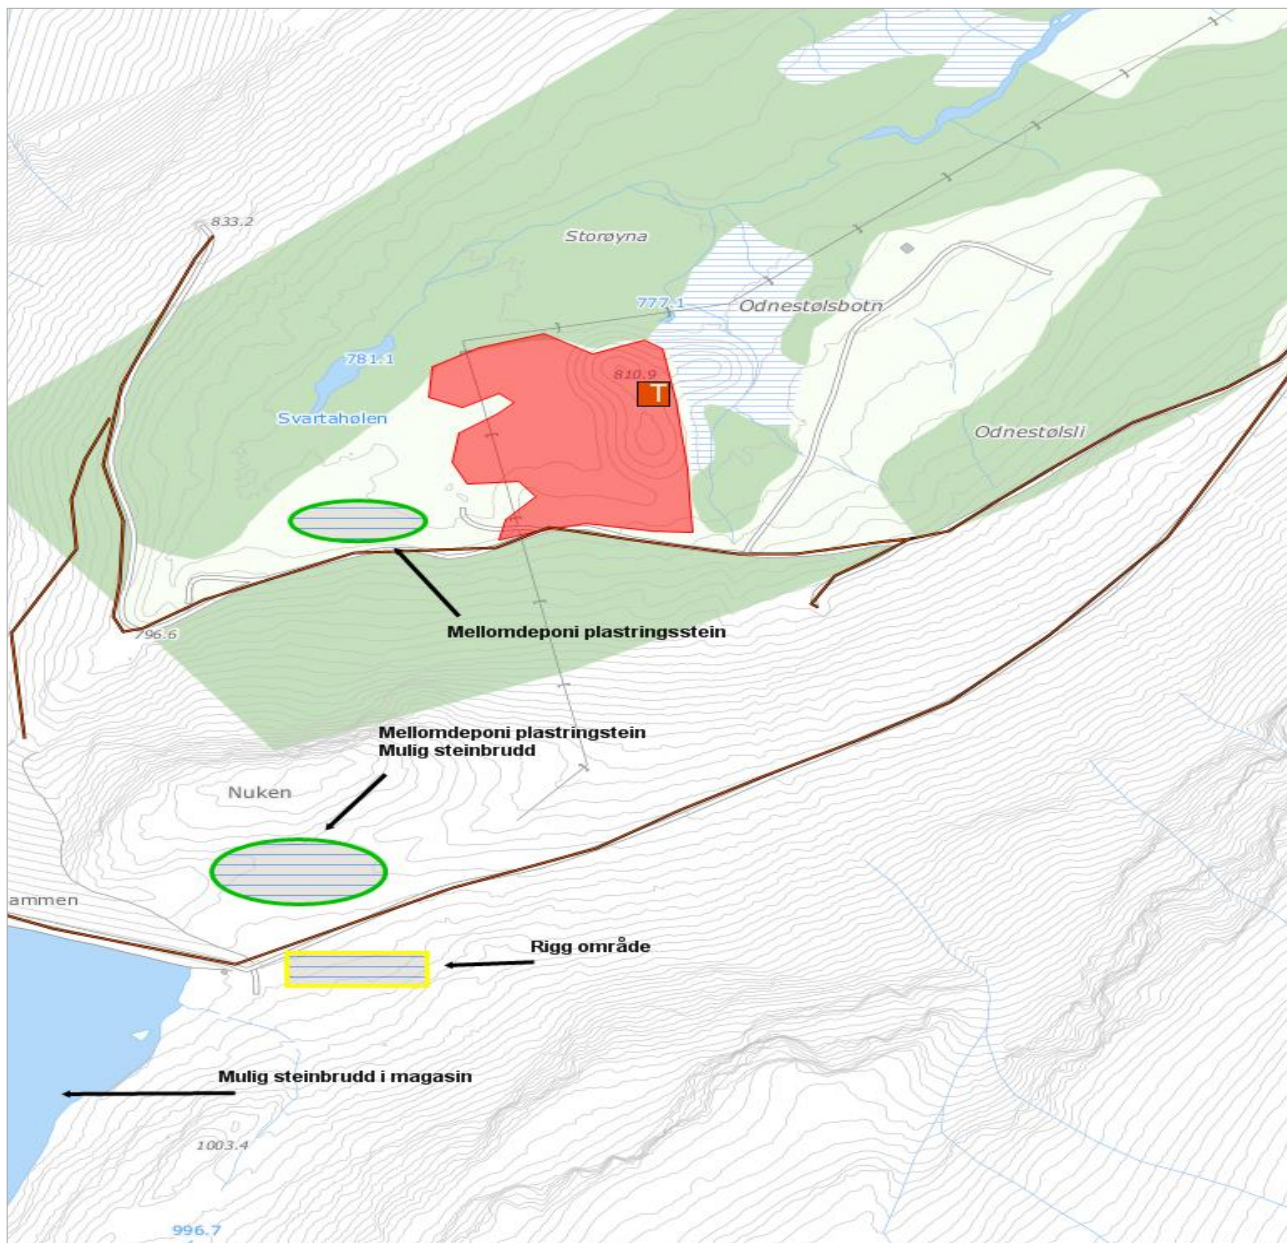 833.2
Storøyna
777.1
Odnestølsbotn
781.1
810.9
T
Svartahølen
Odnestølsli
Mellomdeponi plastringsstein
796.6
Mellomdeponi plastringstein
Mulig steinbrudd
Nuken
ammen
Rigg område
Mulig steinbrudd i magasin
1003.4
996.7